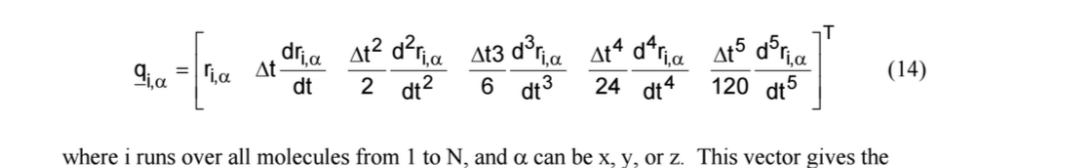 q_{i,α} = [ r_{i,α}  Δt dr_{i,α}/dt  Δt²/2 d²r_{i,α}/dt²  Δt3/6 d³r_{i,α}/dt³  Δt⁴/24 d⁴r_{i,α}/dt⁴  Δt⁵/120 d⁵r_{i,α}/dt⁵ ]^T (14)
where i runs over all molecules from 1 to N, and α can be x, y, or z. This vector gives the